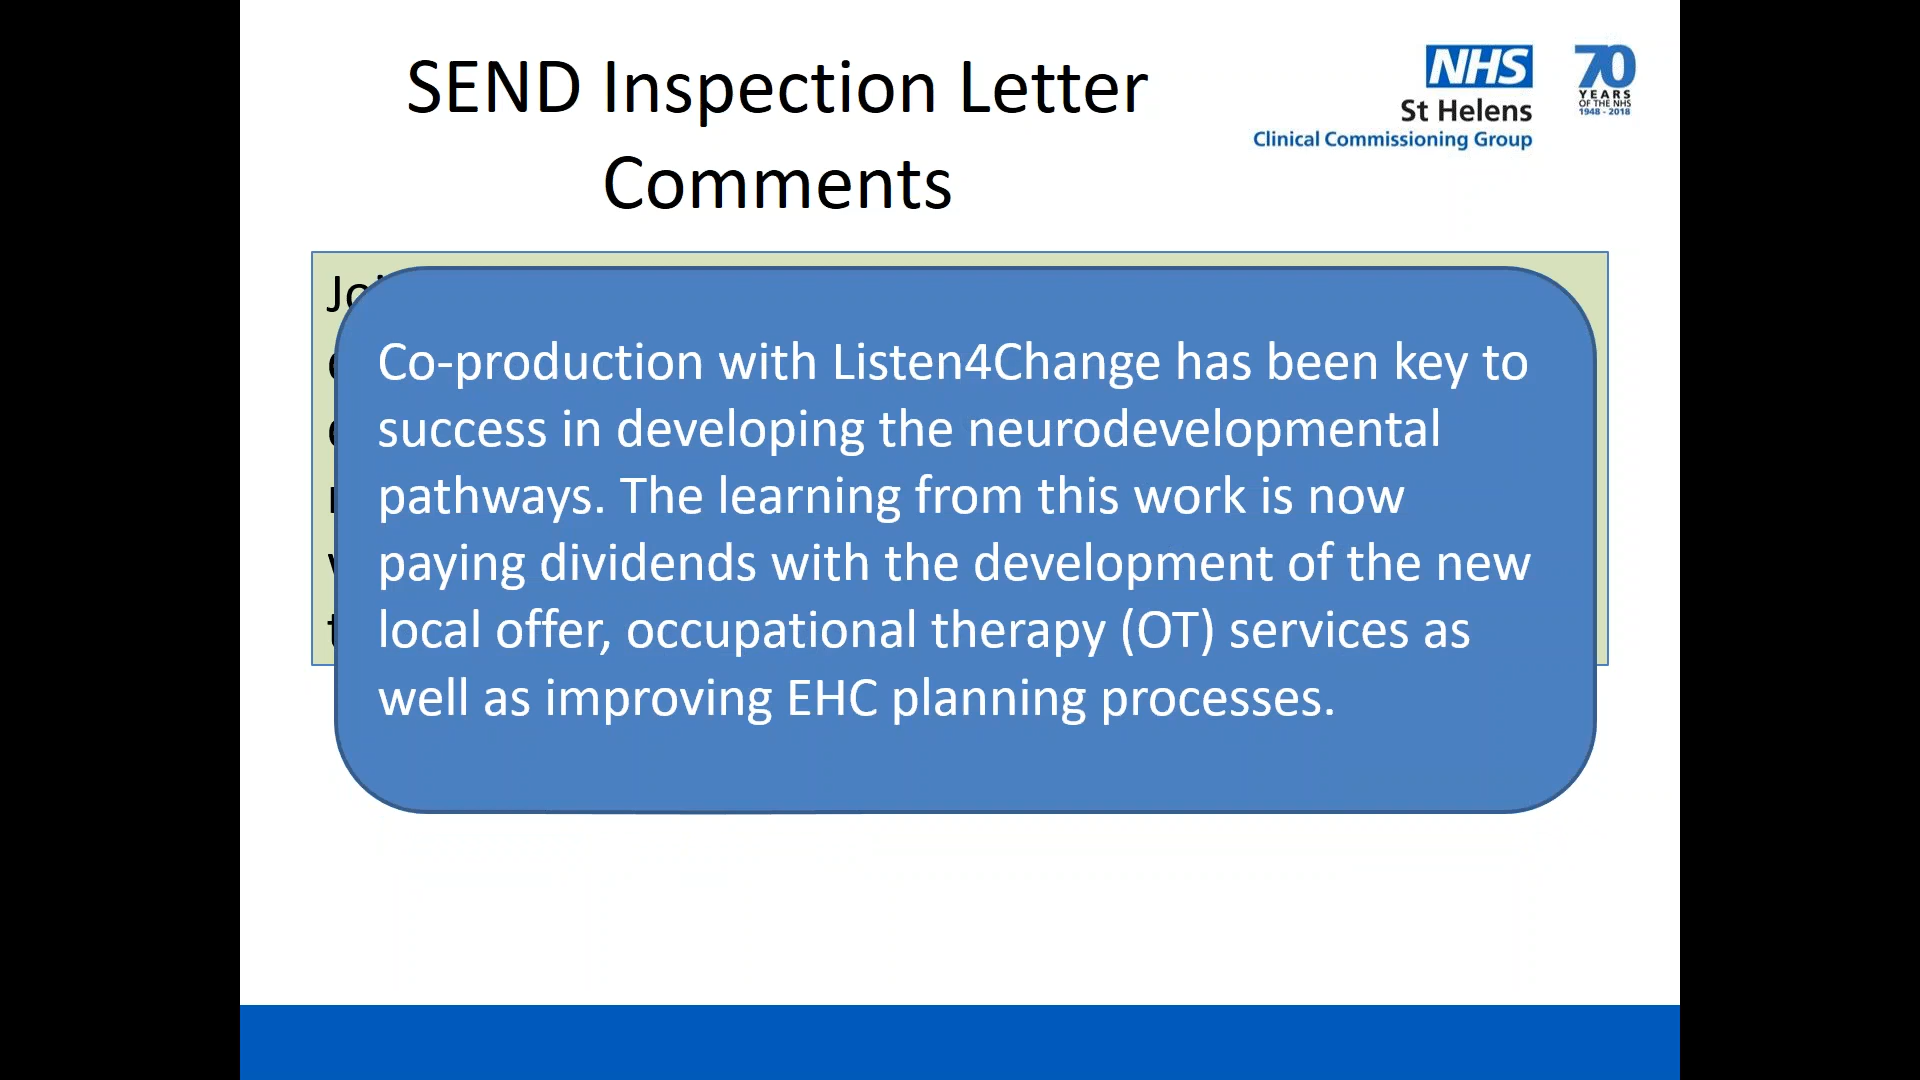 SEND Inspection Letter
Comments
NHS
St Helens
Clinical Commissioning Group
70
YEARS
OF THE NHS
1948 - 2018
Co-production with Listen4Change has been key to
success in developing the neurodevelopmental
pathways. The learning from this work is now
paying dividends with the development of the new
local offer, occupational therapy (OT) services as
well as improving EHC planning processes.